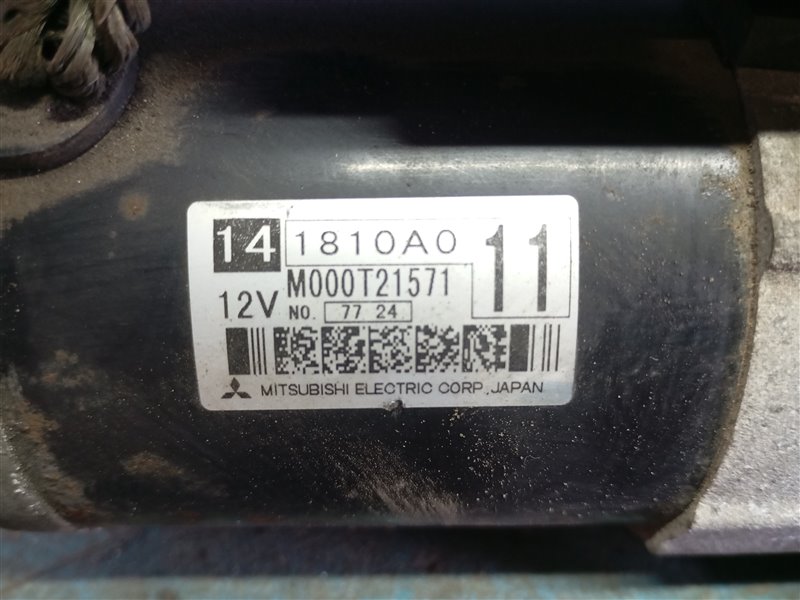 14 1810A0 11
12V M000T21571
NO. 77 24
MITSUBISHI ELECTRIC CORP., JAPAN